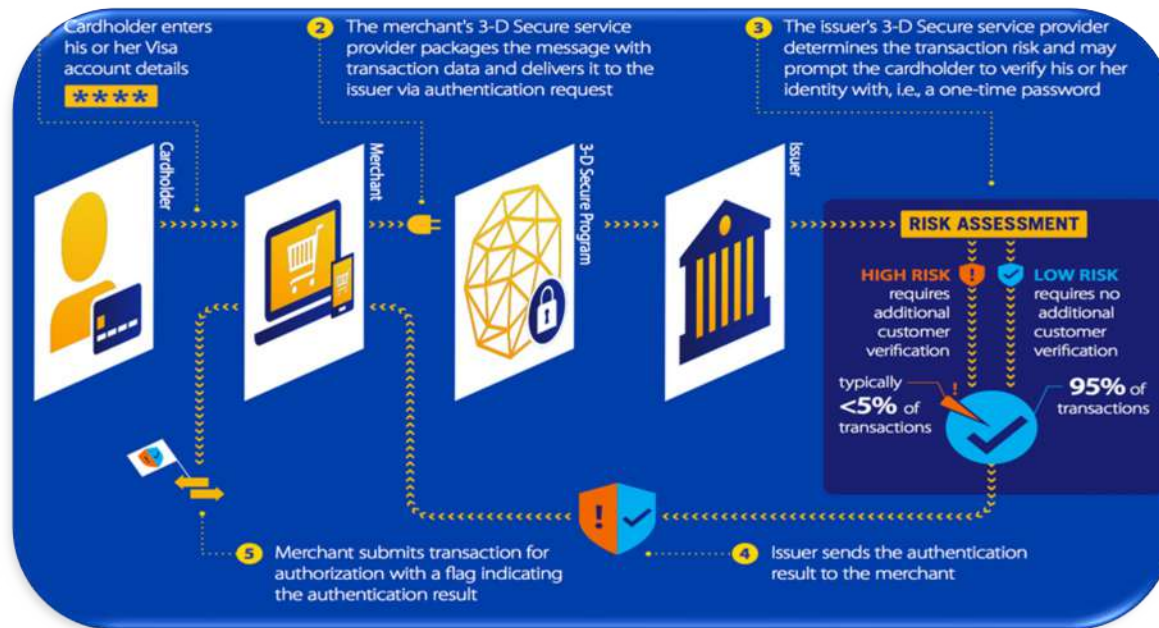 Cardholder enters
his or her Visa
account details
****
2 The merchant's 3-D Secure service
provider packages the message with
transaction data and delivers it to the
issuer via authentication request
3 The issuer's 3-D Secure service provider
determines the transaction risk and may
prompt the cardholder to verify his or her
identity with, i.e., a one-time password
Cardholder
Merchant
3-D Secure Program
Issuer
RISK ASSESSMENT
HIGH RISK
requires
additional
customer
verification
LOW RISK
requires no
additional
customer
verification
typically
<5% of
transactions
95% of
transactions
5 Merchant submits transaction for
authorization with a flag indicating
the authentication result
4 Issuer sends the authentication
result to the merchant